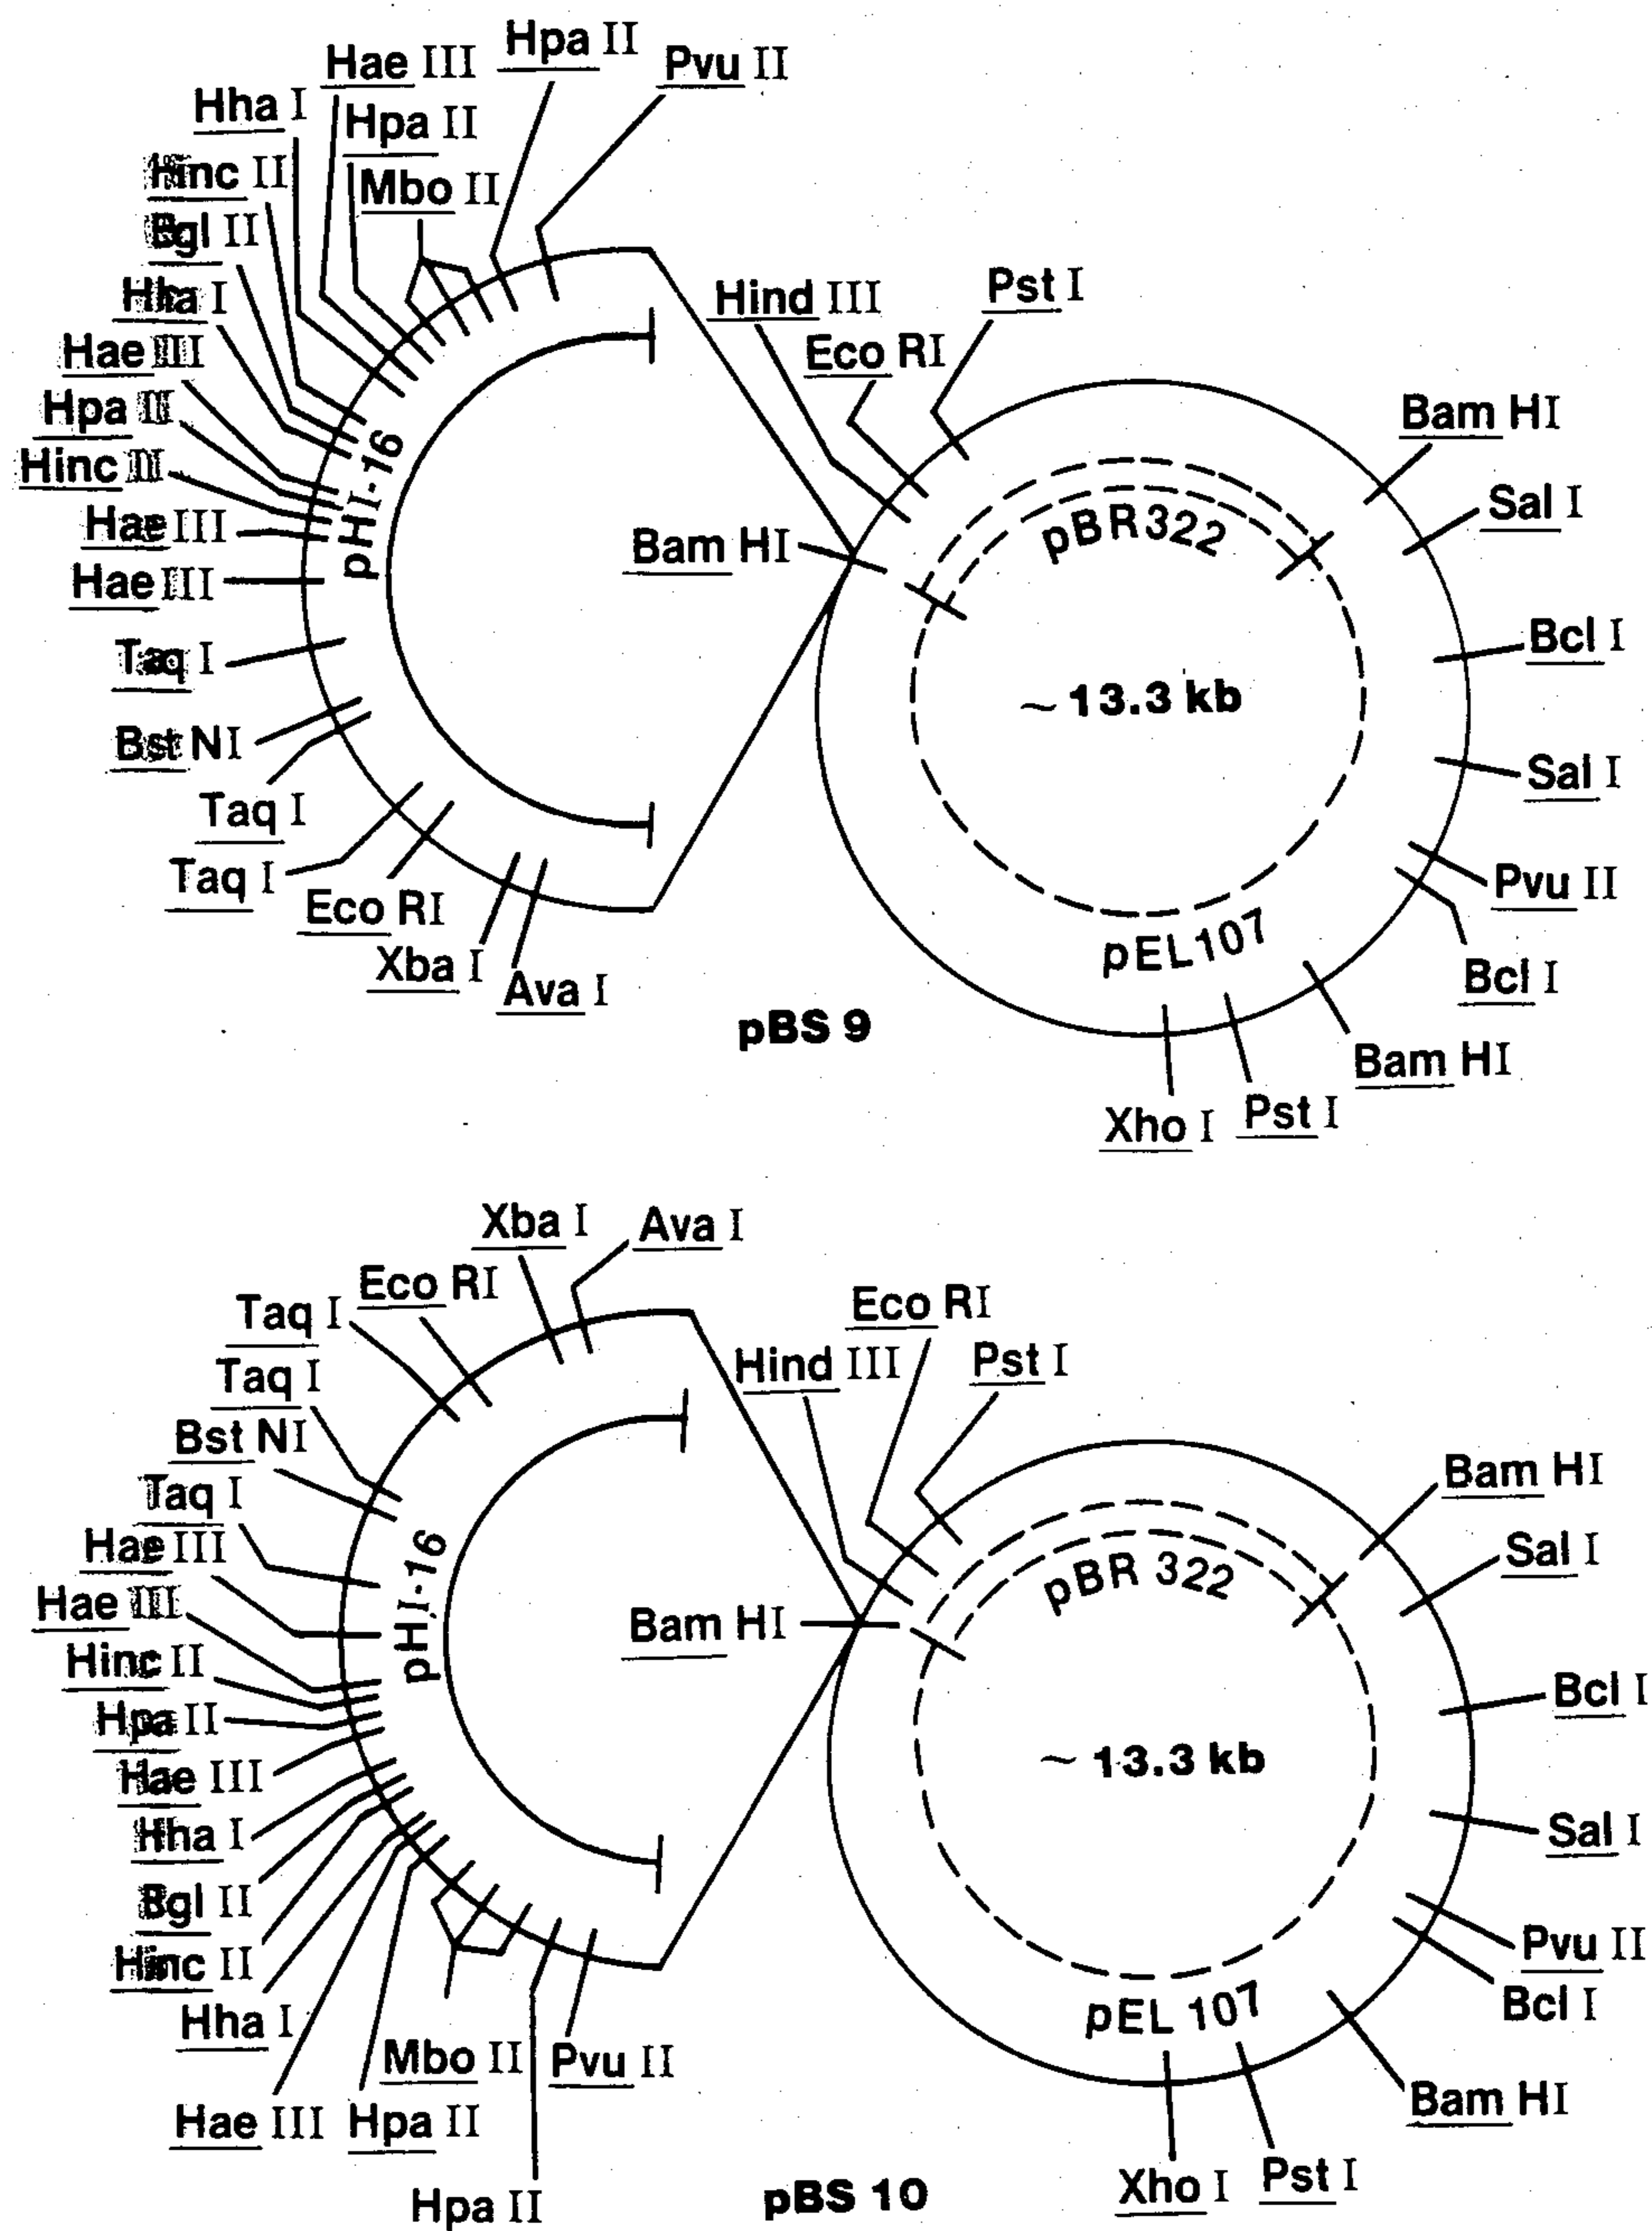 Hpa II
Hae III
Pvu II
Hha I
Hpa II
Hinc II
Mbo II
Bgl II
Hha I
Hind III
Pst I
Hae III
Eco RI
Hpa II
Bam HI
Hinc II
pHI-16
Sal I
Hae III
Bam HI
pBR322
Hae III
Taq I
Bcl I
~13.3 kb
Bst NI
Sal I
Taq I
Taq I
Pvu II
Eco RI
pEL107
Xba I
Bcl I
Ava I
pBS 9
Bam HI
Xho I
Pst I
Xba I
Ava I
Eco RI
Taq I
Eco RI
Hind III
Pst I
Taq I
Bst NI
Bam HI
Taq I
Hae III
Sal I
pBR 322
Hae III
pHI-16
Bam HI
Hinc II
Bcl I
Hpa II
~13.3 kb
Hae III
Hha I
Sal I
Bgl II
Hinc II
Pvu II
Hha I
pEL 107
Bcl I
Mbo II
Pvu II
Hae III
Hpa II
Bam HI
Hpa II
pBS 10
Xho I
Pst I